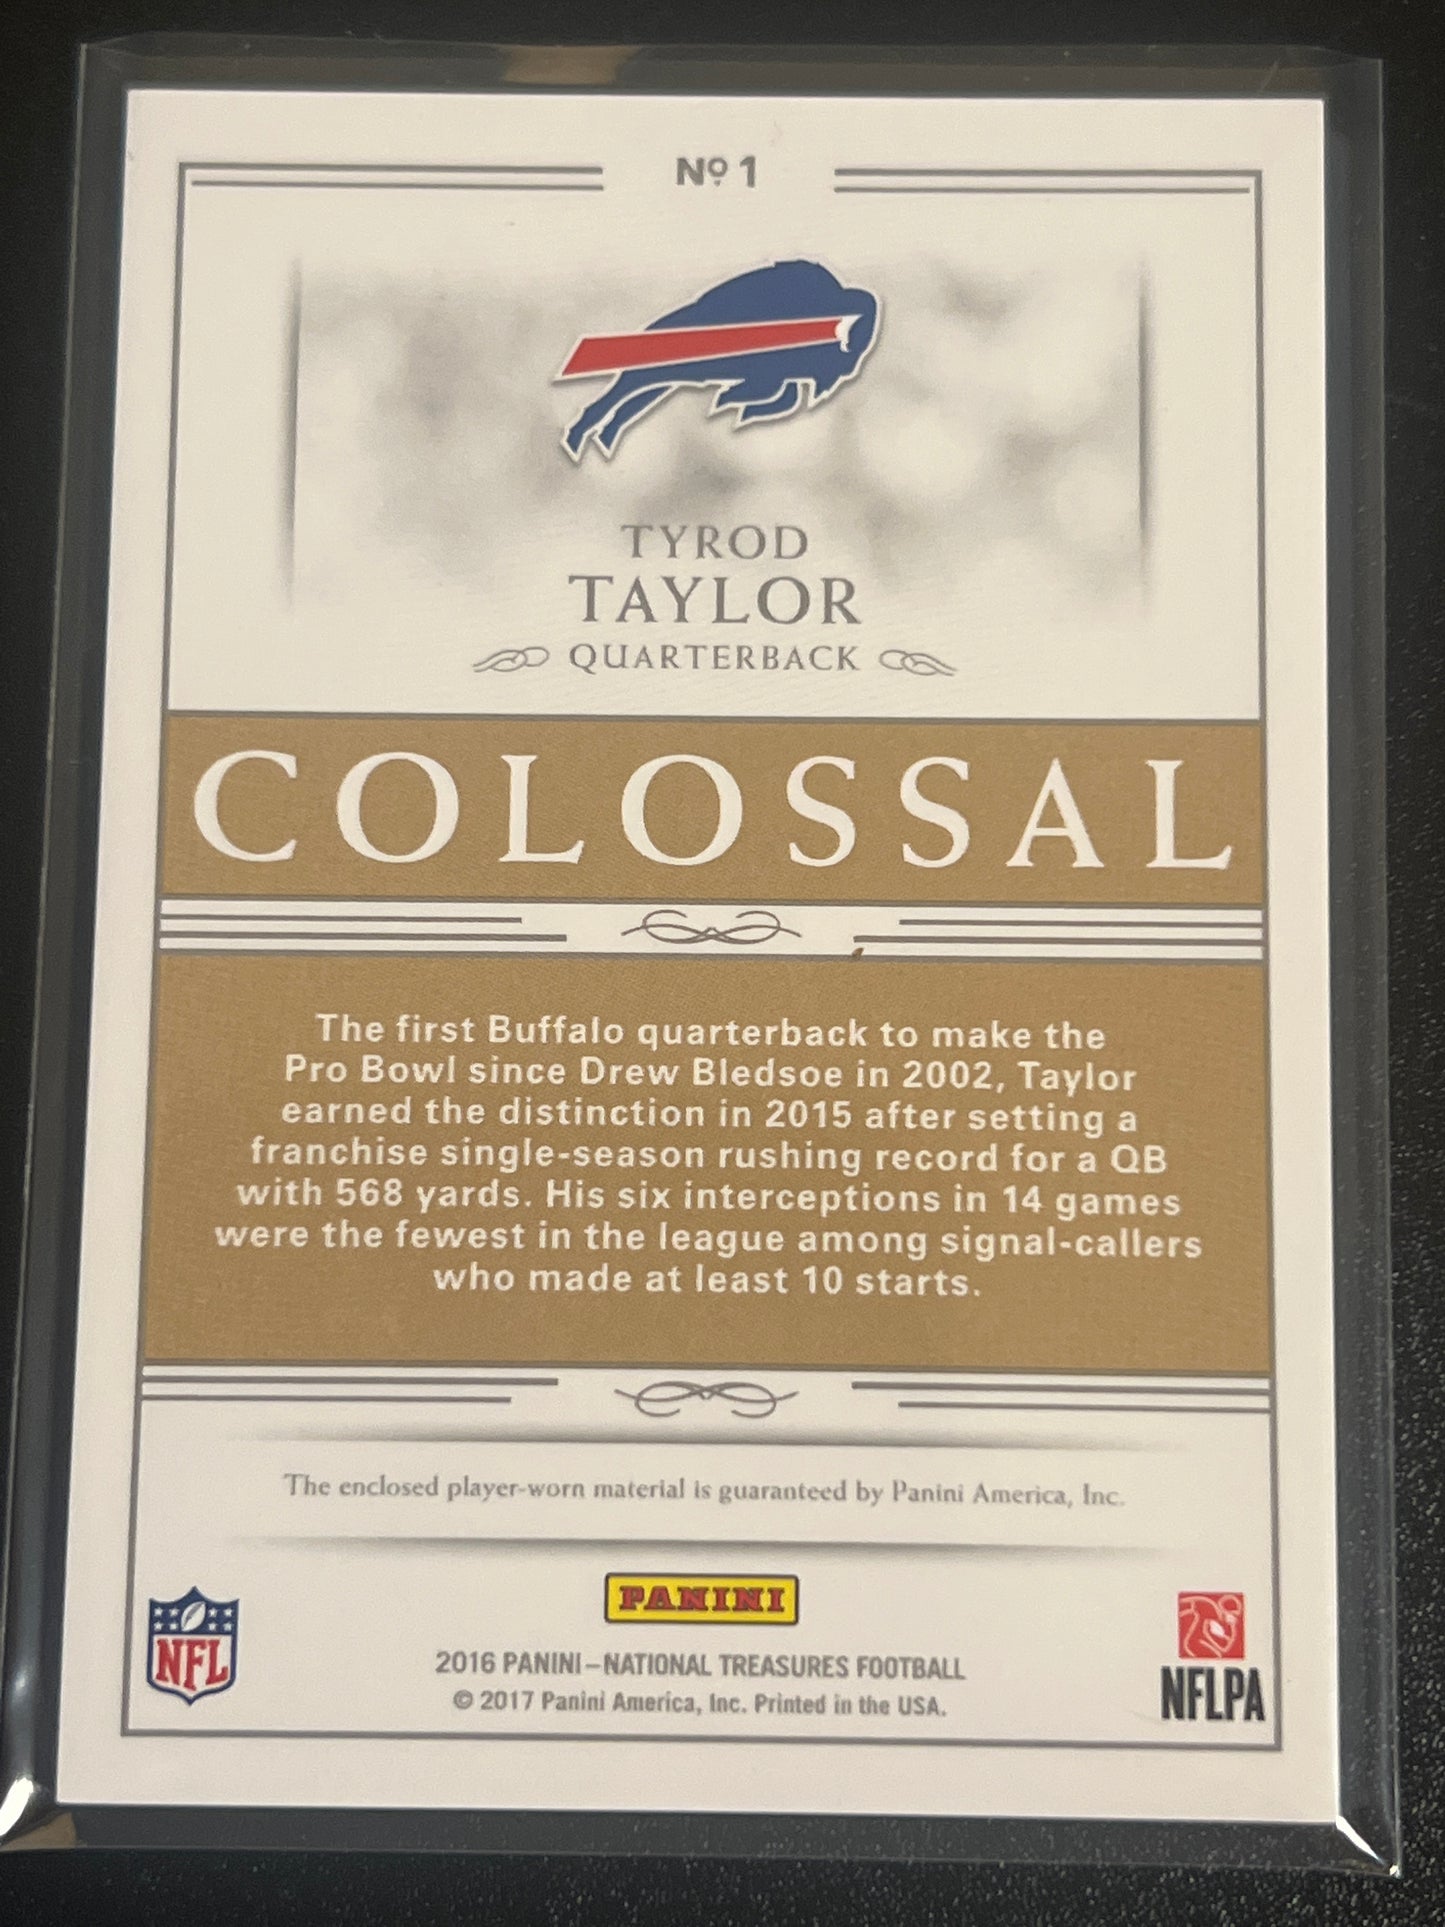 Nº 1
TYROD
TAYLOR
QUARTERBACK
COLOSSAL
The first Buffalo quarterback to make the
Pro Bowl since Drew Bledsoe in 2002, Taylor
earned the distinction in 2015 after setting a
franchise single-season rushing record for a QB
with 568 yards. His six interceptions in 14 games
were the fewest in the league among signal-callers
who made at least 10 starts.
The enclosed player-worn material is guaranteed by Panini America, Inc.
PANINI
NFL
2016 PANINI–NATIONAL TREASURES FOOTBALL
© 2017 Panini America, Inc. Printed in the USA.
NFLPA